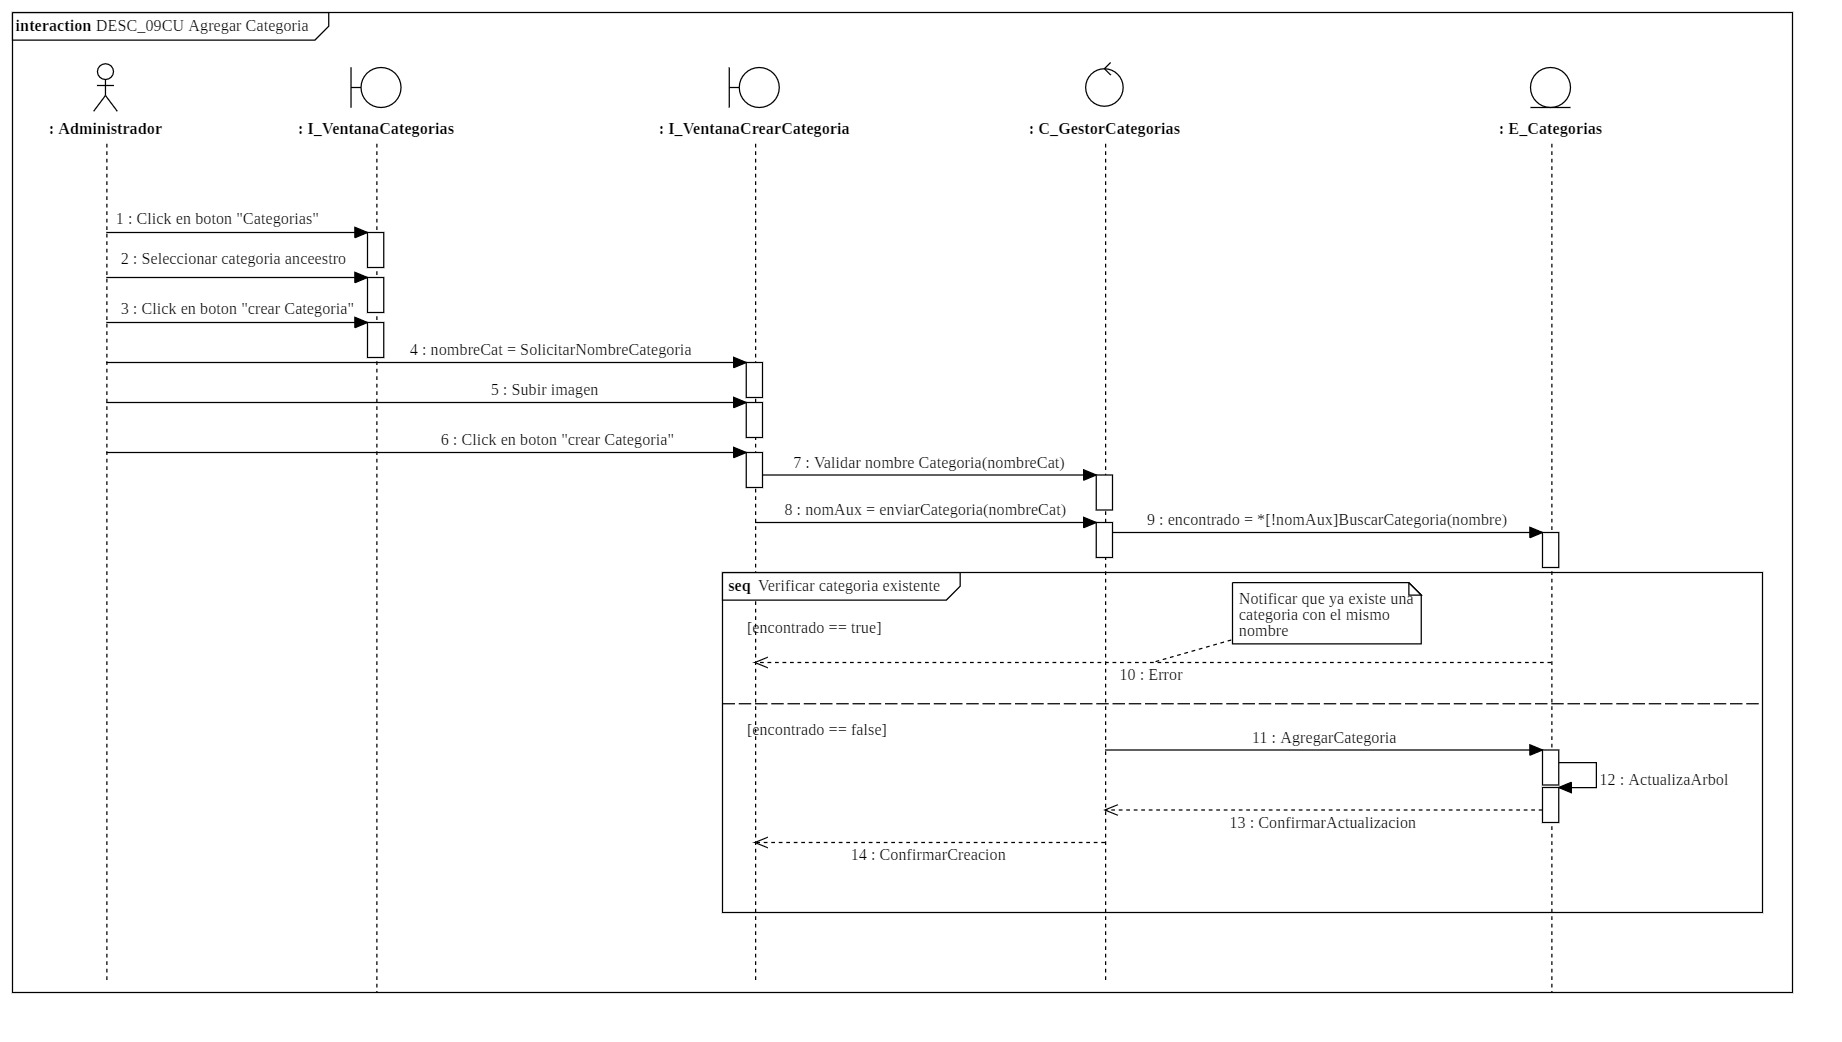 interaction DESC_09CU Agregar Categoria
: Administrador
: I_VentanaCategorias
: I_VentanaCrearCategoria
: C_GestorCategorias
: E_Categorias
1 : Click en boton "Categorias"
2 : Seleccionar categoria anceestro
3 : Click en boton "crear Categoria"
4 : nombreCat = SolicitarNombreCategoria
5 : Subir imagen
6 : Click en boton "crear Categoria"
7 : Validar nombre Categoria(nombreCat)
8 : nomAux = enviarCategoria(nombreCat)
9 : encontrado = *[!nomAux]BuscarCategoria(nombre)
seq Verificar categoria existente
Notificar que ya existe una
categoria con el mismo
nombre
[encontrado == true]
10 : Error
[encontrado == false]
11 : AgregarCategoria
12 : ActualizaArbol
13 : ConfirmarActualizacion
14 : ConfirmarCreacion